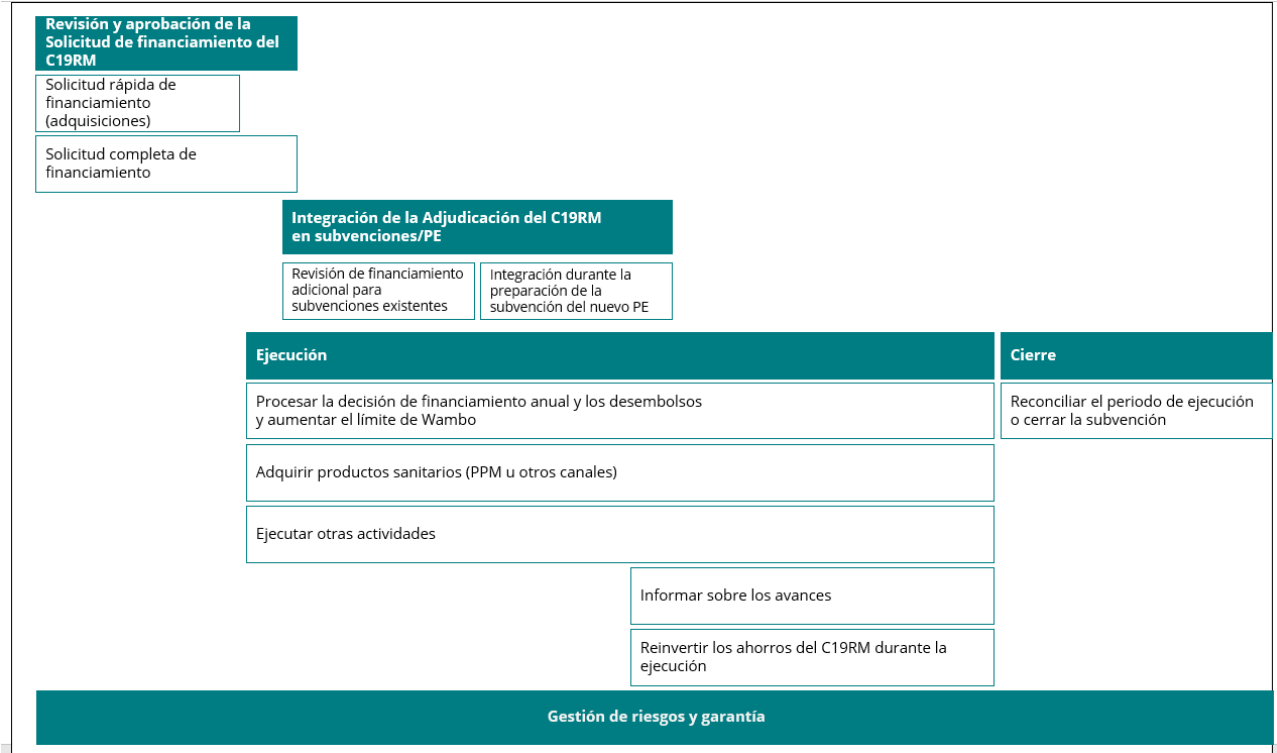 Revisión y aprobación de la
Solicitud de financiamiento del
C19RM
Solicitud rápida de
financiamiento
(adquisiciones)
Solicitud completa de
financiamiento
Integración de la Adjudicación del C19RM
en subvenciones/PE
Revisión de financiamiento
adicional para
subvenciones existentes
Integración durante la
preparación de la
subvención del nuevo PE
Ejecución
Cierre
Procesar la decisión de financiamiento anual y los desembolsos
y aumentar el límite de Wambo
Reconciliar el periodo de ejecución
o cerrar la subvención
Adquirir productos sanitarios (PPM u otros canales)
Ejecutar otras actividades
Informar sobre los avances
Reinvertir los ahorros del C19RM durante la
ejecución
Gestión de riesgos y garantía